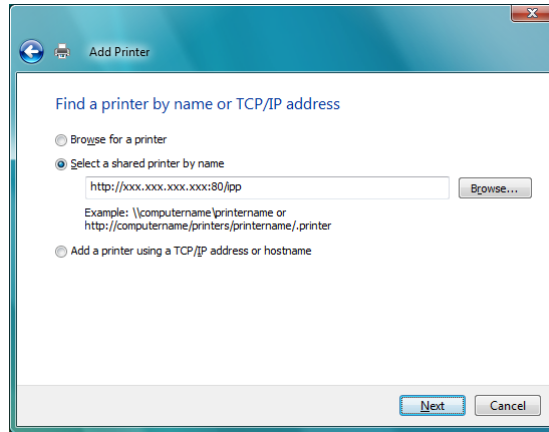 Add Printer
Find a printer by name or TCP/IP address
Browse for a printer
Select a shared printer by name
http://xxx.xxx.xxx.xxx:80/ipp
Browse...
Example: \\computername\printername or
http://computername/printers/printername/.printer
Add a printer using a TCP/IP address or hostname
Next
Cancel